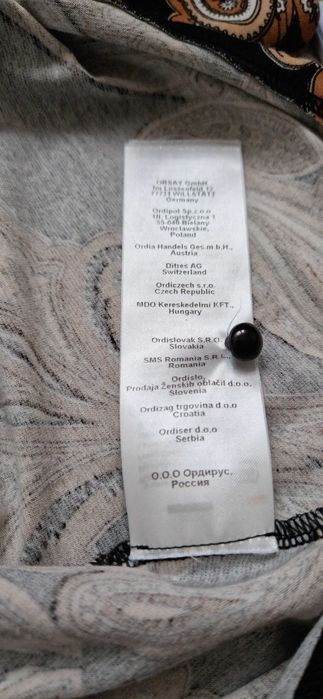 ORSAY GmbH
Im Lossenfeld 12
77731 WILLSTÄTT
Germany
Ordipol Sp.z.o.o
Ul. Logistyczna 1
55-040 Bielany
Wroclawskie,
Poland
Ordia Handels Ges.m.b.H.,
Austria
Ditres AG
Switzerland
Ordiczech s.r.o.
Czech Republic
MDO Kereskedelmi KFT.,
Hungary
Ordislovak S.R.O.
Slovakia
SMS Romania S.R.L.,
Romania
Ordisto,
Prodaja Ženskih oblačil d.o.o.
Slovenia
Ordizag trgovina d.o.o
Croatia
Ordiser d.o.o
Serbia
О.О.О Ордирус,
Россия